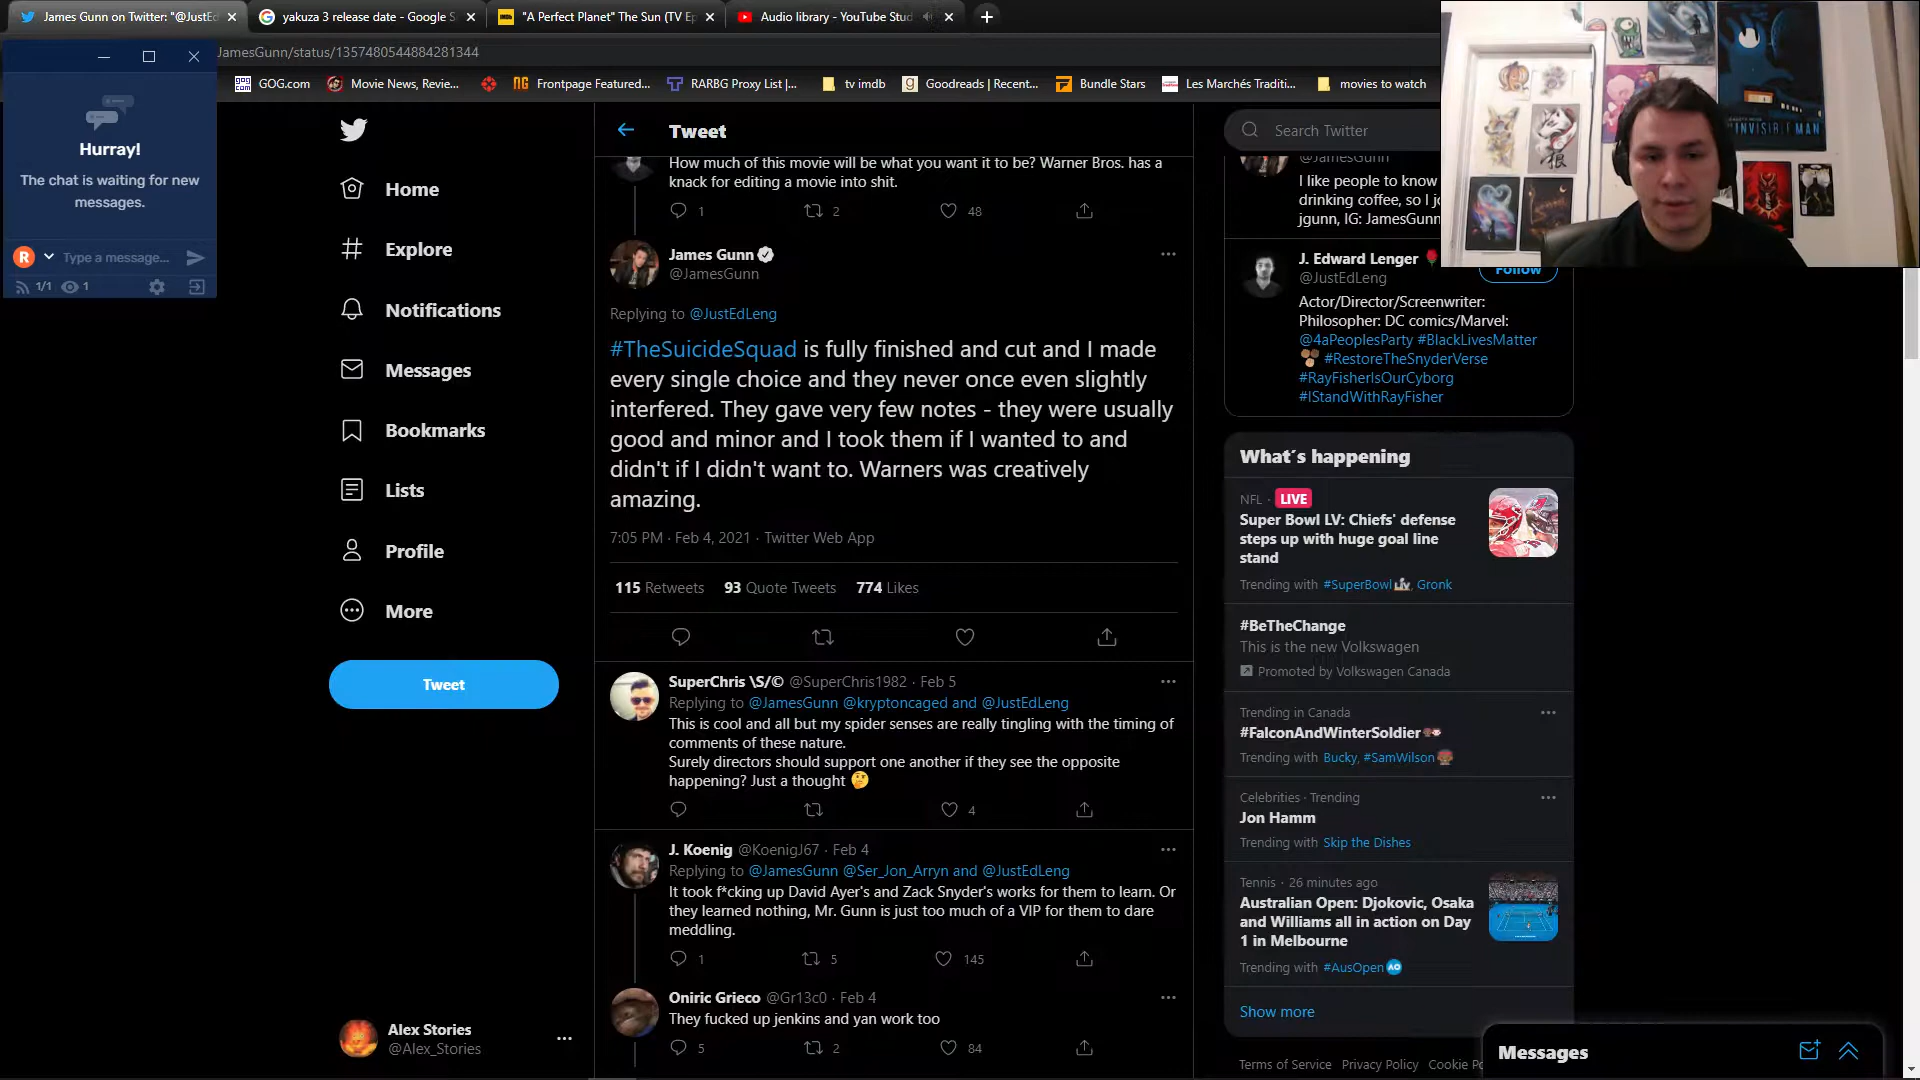 James Gunn on Twitter: "@JustEd
yakuza 3 release date - Google S
"A Perfect Planet" The Sun (TV Ep
Audio library - YouTube Stud
JamesGunn/status/1357480544884281344
GOG.com
Movie News, Revie...
Frontpage Featured...
RARBG Proxy List |...
tv imdb
Goodreads | Recent...
Bundle Stars
Les Marchés Traditi...
movies to watch
Hurray!
The chat is waiting for new
messages.
R
Type a message...
1/1
1
Home
Explore
Notifications
Messages
Bookmarks
Lists
Profile
More
Tweet
Alex Stories
@Alex_Stories
Tweet
How much of this movie will be what you want it to be? Warner Bros. has a
knack for editing a movie into shit.
1 2 48
James Gunn
@JamesGunn
Replying to @JustEdLeng
#TheSuicideSquad is fully finished and cut and I made
every single choice and they never once even slightly
interfered. They gave very few notes - they were usually
good and minor and I took them if I wanted to and
didn't if I didn't want to. Warners was creatively
amazing.
7:05 PM · Feb 4, 2021 · Twitter Web App
115 Retweets 93 Quote Tweets 774 Likes
SuperChris \S/© @SuperChris1982 · Feb 5
Replying to @JamesGunn @kryptoncaged and @JustEdLeng
This is cool and all but my spider senses are really tingling with the timing of
comments of these nature.
Surely directors should support one another if they see the opposite
happening? Just a thought 🤔
4
J. Koenig @KoenigJ67 · Feb 4
Replying to @JamesGunn @Ser_Jon_Arryn and @JustEdLeng
It took f*cking up David Ayer's and Zack Snyder's works for them to learn. Or
they learned nothing, Mr. Gunn is just too much of a VIP for them to dare
meddling.
1 5 145
Oniric Grieco @Gr13c0 · Feb 4
They fucked up jenkins and yan work too
5 2 84
Search Twitter
@JamesGunn
I like people to know
drinking coffee, so I jo
jgunn, IG: JamesGunn
J. Edward Lenger
@JustEdLeng
Follow
Actor/Director/Screenwriter:
Philosopher: DC comics/Marvel:
@4aPeoplesParty #BlackLivesMatter
#RestoreTheSnyderVerse
#RayFisherIsOurCyborg
#IStandWithRayFisher
What's happening
NFL · LIVE
Super Bowl LV: Chiefs' defense
steps up with huge goal line
stand
Trending with #SuperBowl, Gronk
#BeTheChange
This is the new Volkswagen
Promoted by Volkswagen Canada
Trending in Canada
#FalconAndWinterSoldier
Trending with Bucky, #SamWilson
Celebrities · Trending
Jon Hamm
Trending with Skip the Dishes
Tennis · 26 minutes ago
Australian Open: Djokovic, Osaka
and Williams all in action on Day
1 in Melbourne
Trending with #AusOpen
Show more
Terms of Service Privacy Policy Cookie Po
Messages
INVISIBLE MAN